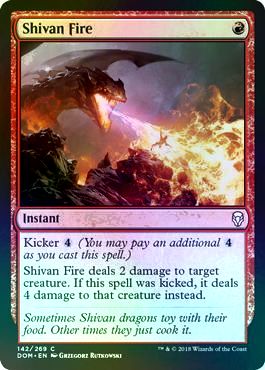 Shivan Fire
Instant
Kicker 4 (You may pay an additional 4
as you cast this spell.)
Shivan Fire deals 2 damage to target
creature. If this spell was kicked, it deals
4 damage to that creature instead.
Sometimes Shivan dragons toy with their
food. Other times they just cook it.
142/269 C
DOM • EN Grzegorz Rutkowski
™ & © 2018 Wizards of the Coast